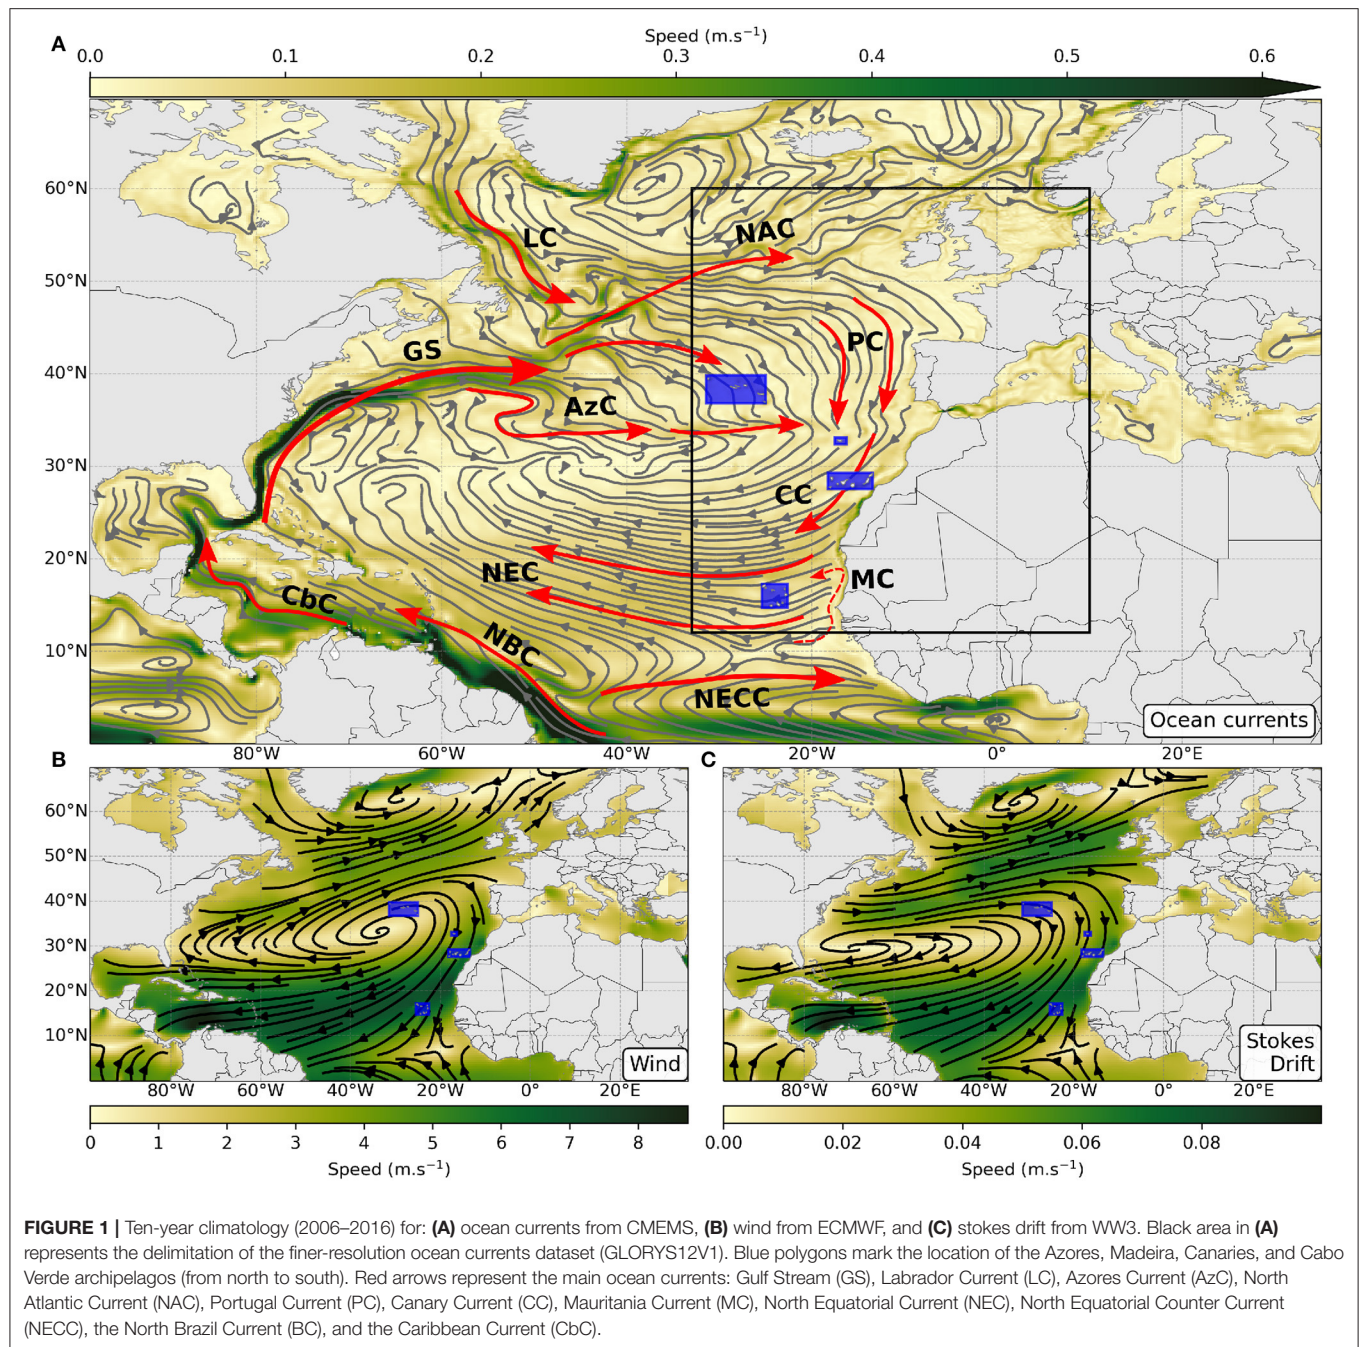 A
Speed (m.s⁻¹)
0.0 0.1 0.2 0.3 0.4 0.5 0.6
60°N
50°N
40°N
30°N
20°N
10°N
LC
NAC
GS
PC
AzC
CC
NEC
MC
CbC
NBC
NECC
Ocean currents
80°W 60°W 40°W 20°W 0° 20°E
B
60°N
50°N
40°N
30°N
20°N
10°N
Wind
80°W 60°W 40°W 20°W 0° 20°E
0 1 2 3 4 5 6 7 8
Speed (m.s⁻¹)
C
Stokes
Drift
80°W 60°W 40°W 20°W 0° 20°E
0.00 0.02 0.04 0.06 0.08
Speed (m.s⁻¹)
FIGURE 1 | Ten-year climatology (2006–2016) for: (A) ocean currents from CMEMS, (B) wind from ECMWF, and (C) stokes drift from WW3. Black area in (A)
represents the delimitation of the finer-resolution ocean currents dataset (GLORYS12V1). Blue polygons mark the location of the Azores, Madeira, Canaries, and Cabo
Verde archipelagos (from north to south). Red arrows represent the main ocean currents: Gulf Stream (GS), Labrador Current (LC), Azores Current (AzC), North
Atlantic Current (NAC), Portugal Current (PC), Canary Current (CC), Mauritania Current (MC), North Equatorial Current (NEC), North Equatorial Counter Current
(NECC), the North Brazil Current (BC), and the Caribbean Current (CbC).